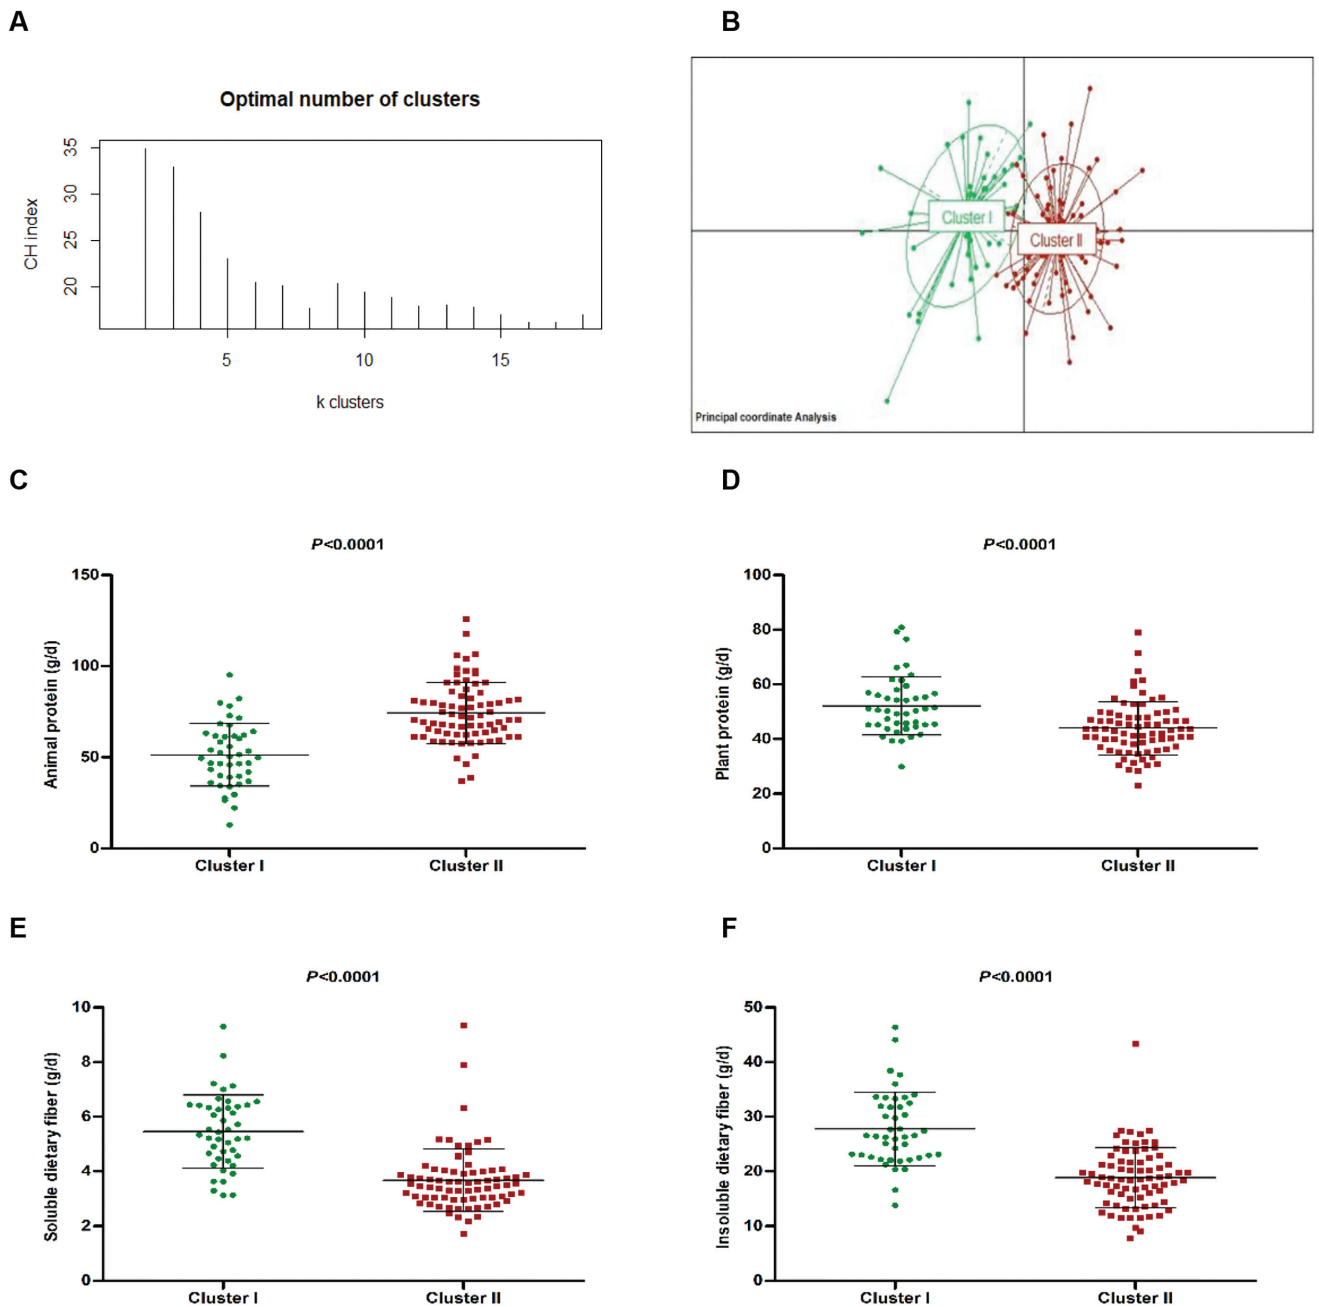 A
Optimal number of clusters
CH index
35
30
25
20
5
10
15
k clusters
B
Cluster I
Cluster II
Principal coordinate Analysis
C
P<0.0001
Animal protein (g/d)
150
100
50
0
Cluster I
Cluster II
D
P<0.0001
Plant protein (g/d)
100
80
60
40
20
0
Cluster I
Cluster II
E
P<0.0001
Soluble dietary fiber (g/d)
10
8
6
4
2
0
Cluster I
Cluster II
F
P<0.0001
Insoluble dietary fiber (g/d)
50
40
30
20
10
0
Cluster I
Cluster II